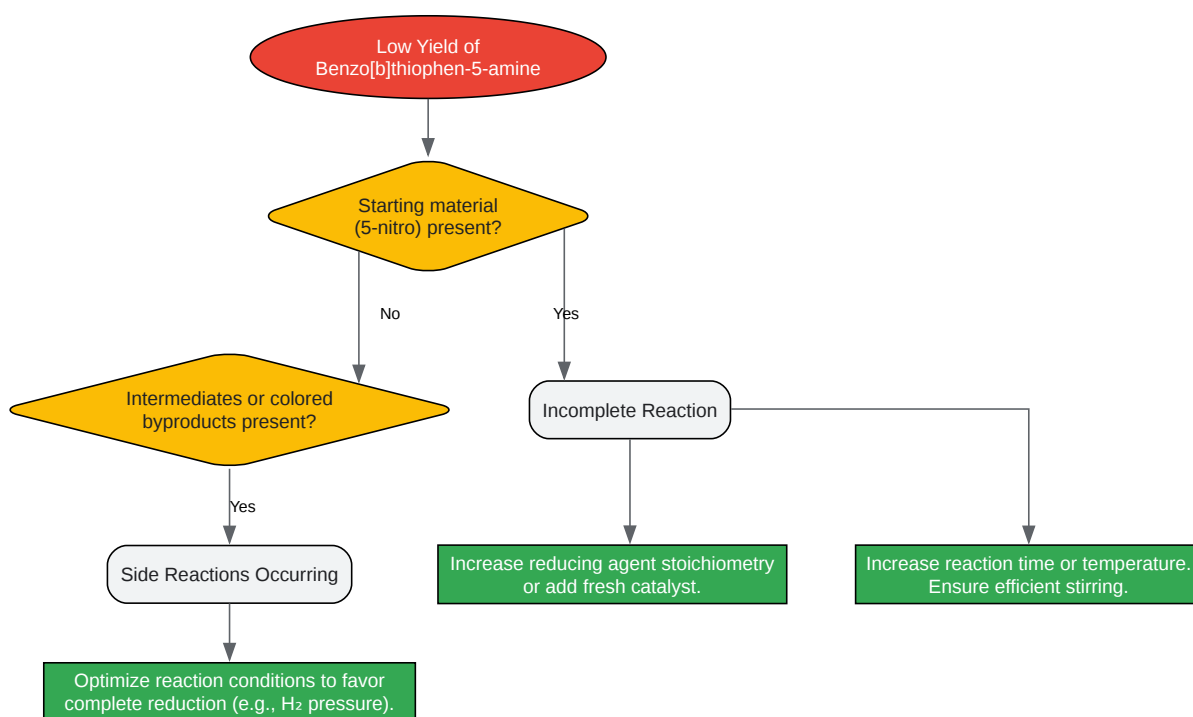 Low Yield of
Benzo[b]thiophen-5-amine
Starting material
(5-nitro) present?
No
Yes
Intermediates or colored
byproducts present?
Incomplete Reaction
Yes
Side Reactions Occurring
Increase reducing agent stoichiometry
or add fresh catalyst.
Increase reaction time or temperature.
Ensure efficient stirring.
Optimize reaction conditions to favor
complete reduction (e.g., H₂ pressure).